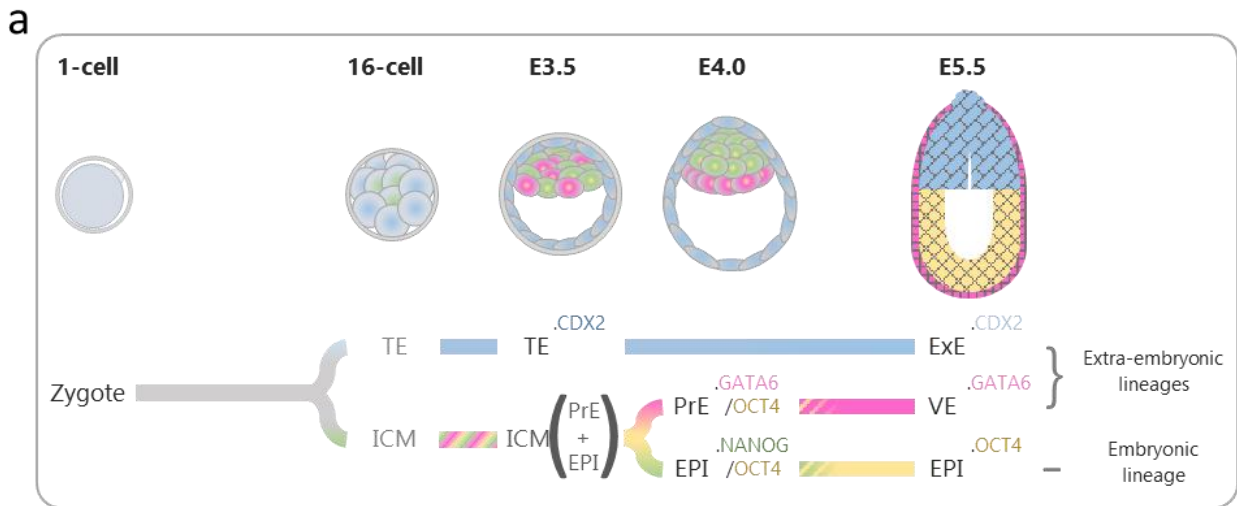 a
1-cell 16-cell E3.5 E4.0 E5.5
.CDX2 .CDX2
TE TE ExE
Extra-embryonic
lineages
Zygote
.GATA6 .GATA6
PrE /OCT4 VE
ICM ICM (PrE + EPI)
.NANOG .OCT4
EPI /OCT4 EPI
Embryonic
lineage